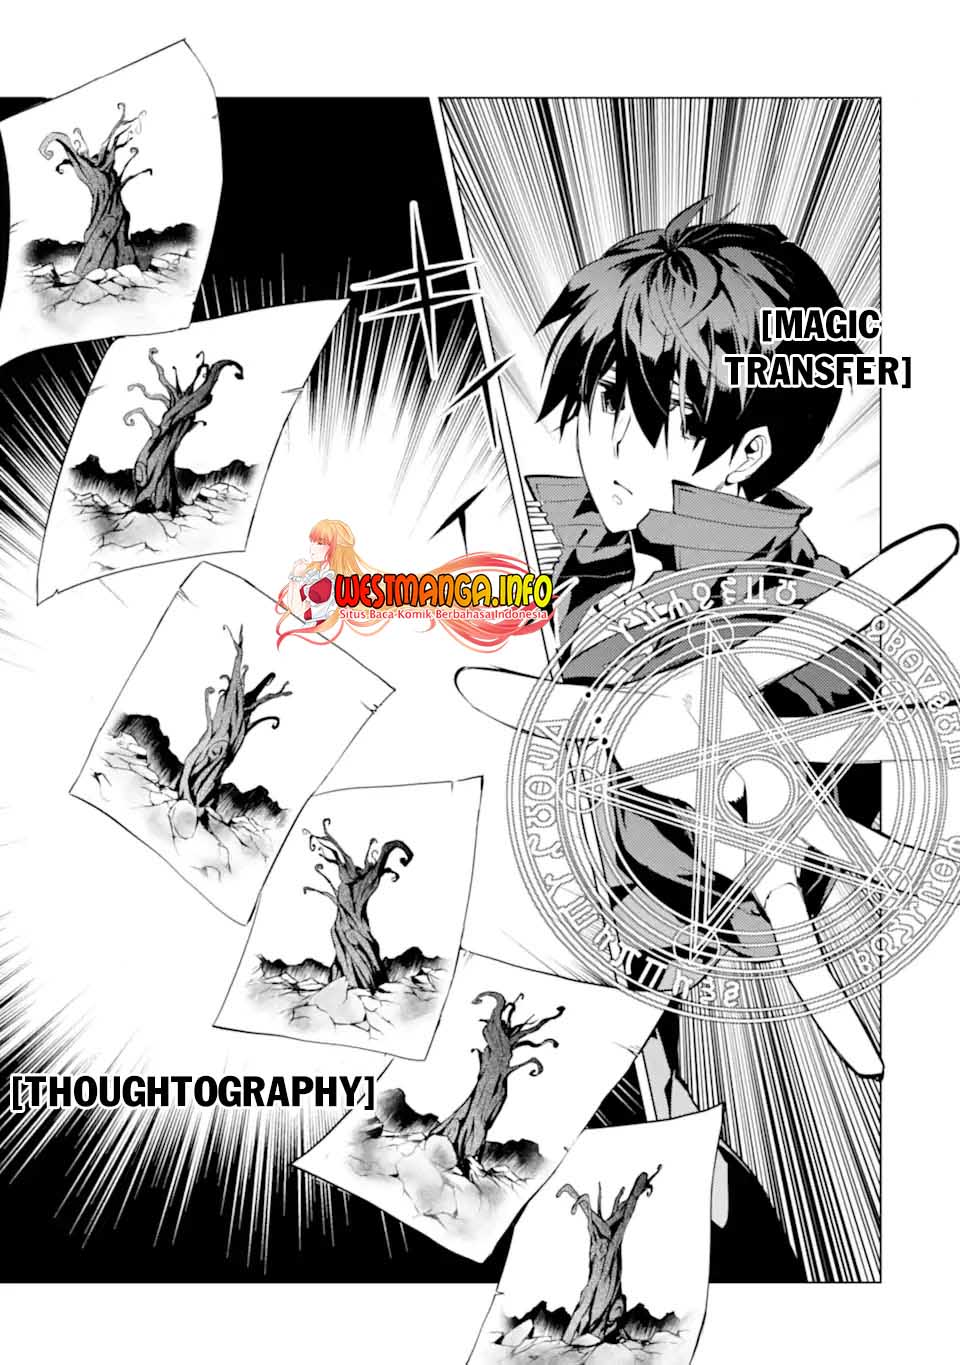 [MAGIC
TRANSFER]
WESTMANGA.INFO
Situs Baca Komik Berbahasa Indonesia
[THOUGHTOGRAPHY]